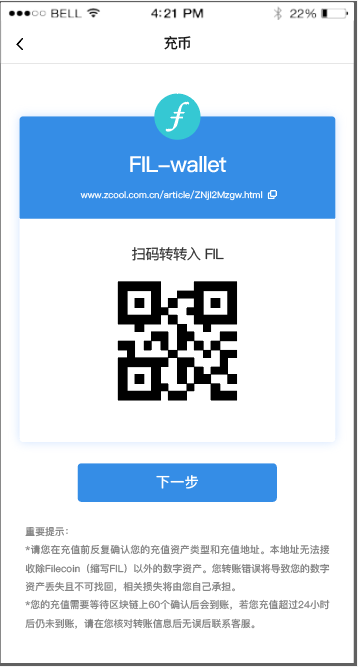 BELL 4:21 PM 22%
充币
FIL-wallet
www.zcool.com.cn/article/ZNjI2Mzgw.html
扫码转转入 FIL
下一步
重要提示：
*请您在充值前反复确认您的充值资产类型和充值地址。本地址无法接
收除Filecoin（缩写FIL）以外的数字资产。您转账错误将导致您的数字
资产丢失且不可找回，相关损失将由您自己承担。
*您的充值需要等待区块链上60个确认后会到账，若您充值超过24小时
后仍未到账，请在您核对转账信息后无误后联系客服。